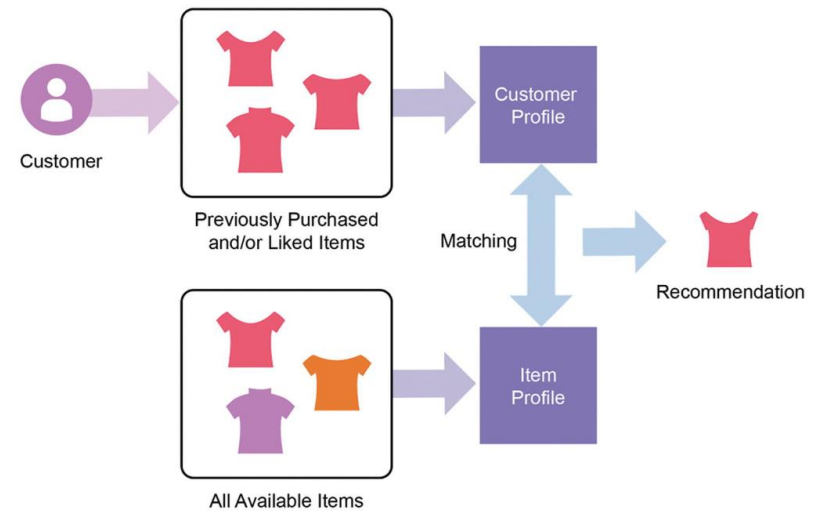 Customer
Previously Purchased
and/or Liked Items
Customer
Profile
Matching
Recommendation
Item
Profile
All Available Items